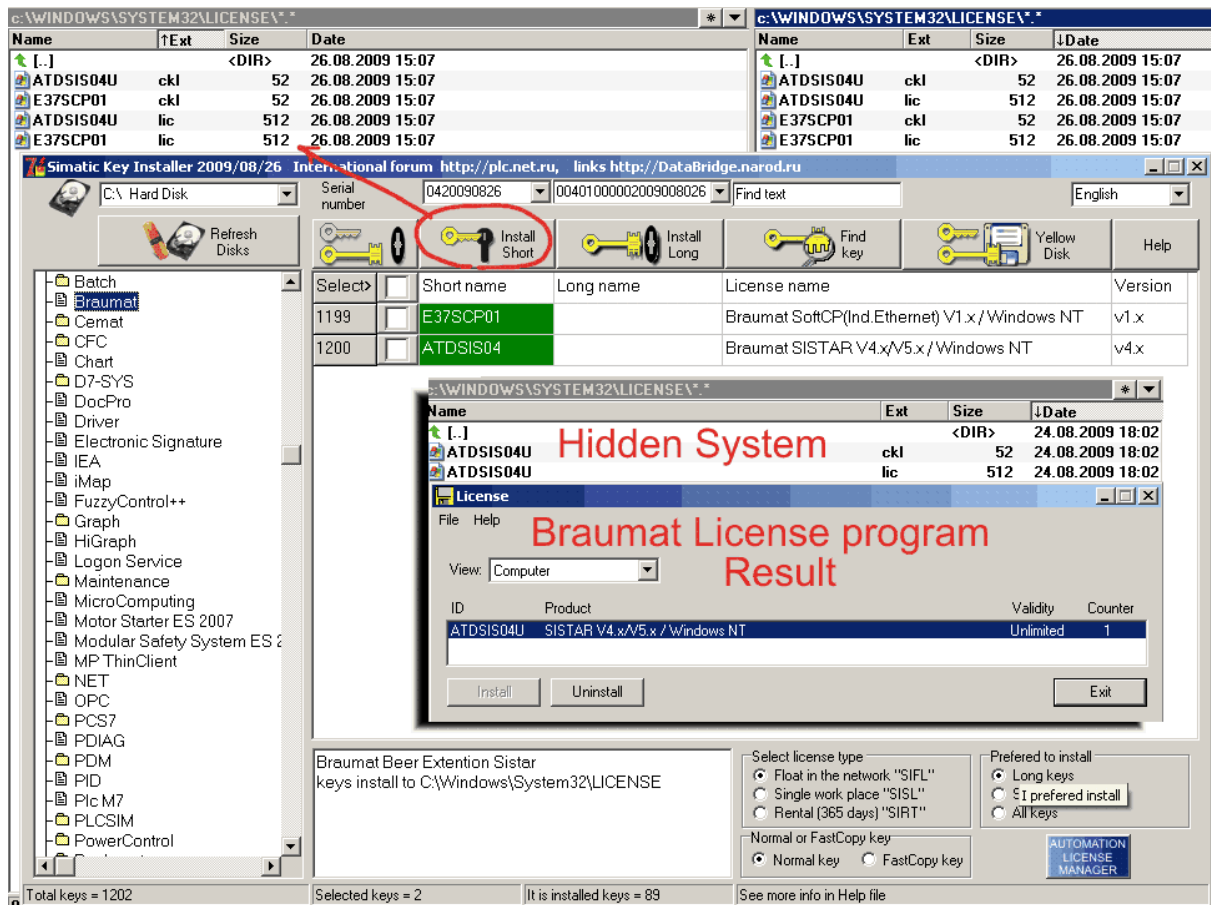 c:\WINDOWS\SYSTEM32\LICENSE\*.*
Name ↑Ext Size Date
[..] <DIR> 26.08.2009 15:07
ATDSIS04U ckl 52 26.08.2009 15:07
E37SCP01 ckl 52 26.08.2009 15:07
ATDSIS04U lic 512 26.08.2009 15:07
E37SCP01 lic 512 26.08.2009 15:07
c:\WINDOWS\SYSTEM32\LICENSE\*.*
Name Ext Size ↓Date
[..] <DIR> 26.08.2009 15:07
ATDSIS04U ckl 52 26.08.2009 15:07
ATDSIS04U lic 512 26.08.2009 15:07
E37SCP01 ckl 52 26.08.2009 15:07
E37SCP01 lic 512 26.08.2009 15:07
Simatic Key Installer 2009/08/26 International forum http://plc.net.ru, links http://DataBridge.narod.ru
C:\ Hard Disk
Serial number
0420090826
00401000002009008026
Find text
English
Refresh Disks
Install Short
Install Long
Find key
Yellow Disk
Help
Batch
Braumat
Cemat
CFC
Chart
D7-SYS
DocPro
Driver
Electronic Signature
IEA
iMap
FuzzyControl++
Graph
HiGraph
Logon Service
Maintenance
MicroComputing
Motor Starter ES 2007
Modular Safety System ES
MP ThinClient
NET
OPC
PCS7
PDIAG
PDM
PID
Plc M7
PLCSIM
PowerControl
Select> Short name Long name License name Version
1199 E37SCP01 Braumat SoftCP(Ind.Ethernet) V1.x / Windows NT v1.x
1200 ATDSIS04 Braumat SISTAR V4.x/V5.x / Windows NT v4.x
c:\WINDOWS\SYSTEM32\LICENSE\*.*
Name Ext Size ↓Date
[..] <DIR> 24.08.2009 18:02
ATDSIS04U ckl 52 24.08.2009 18:02
ATDSIS04U lic 512 24.08.2009 18:02
Hidden System
License
File Help
Braumat License program
Result
View: Computer
ID Product Validity Counter
ATDSIS04U SISTAR V4.x/V5.x / Windows NT Unlimited 1
Install Uninstall Exit
Braumat Beer Extention Sistar
keys install to C:\Windows\System32\LICENSE
Select license type
Float in the network "SIFL"
Single work place "SISL"
Rental (365 days) "SIRT"
Normal or FastCopy key
Normal key FastCopy key
Prefered to install
Long keys
I prefered install
All keys
AUTOMATION
LICENSE
MANAGER
Total keys = 1202 Selected keys = 2 It is installed keys = 89 See more info in Help file